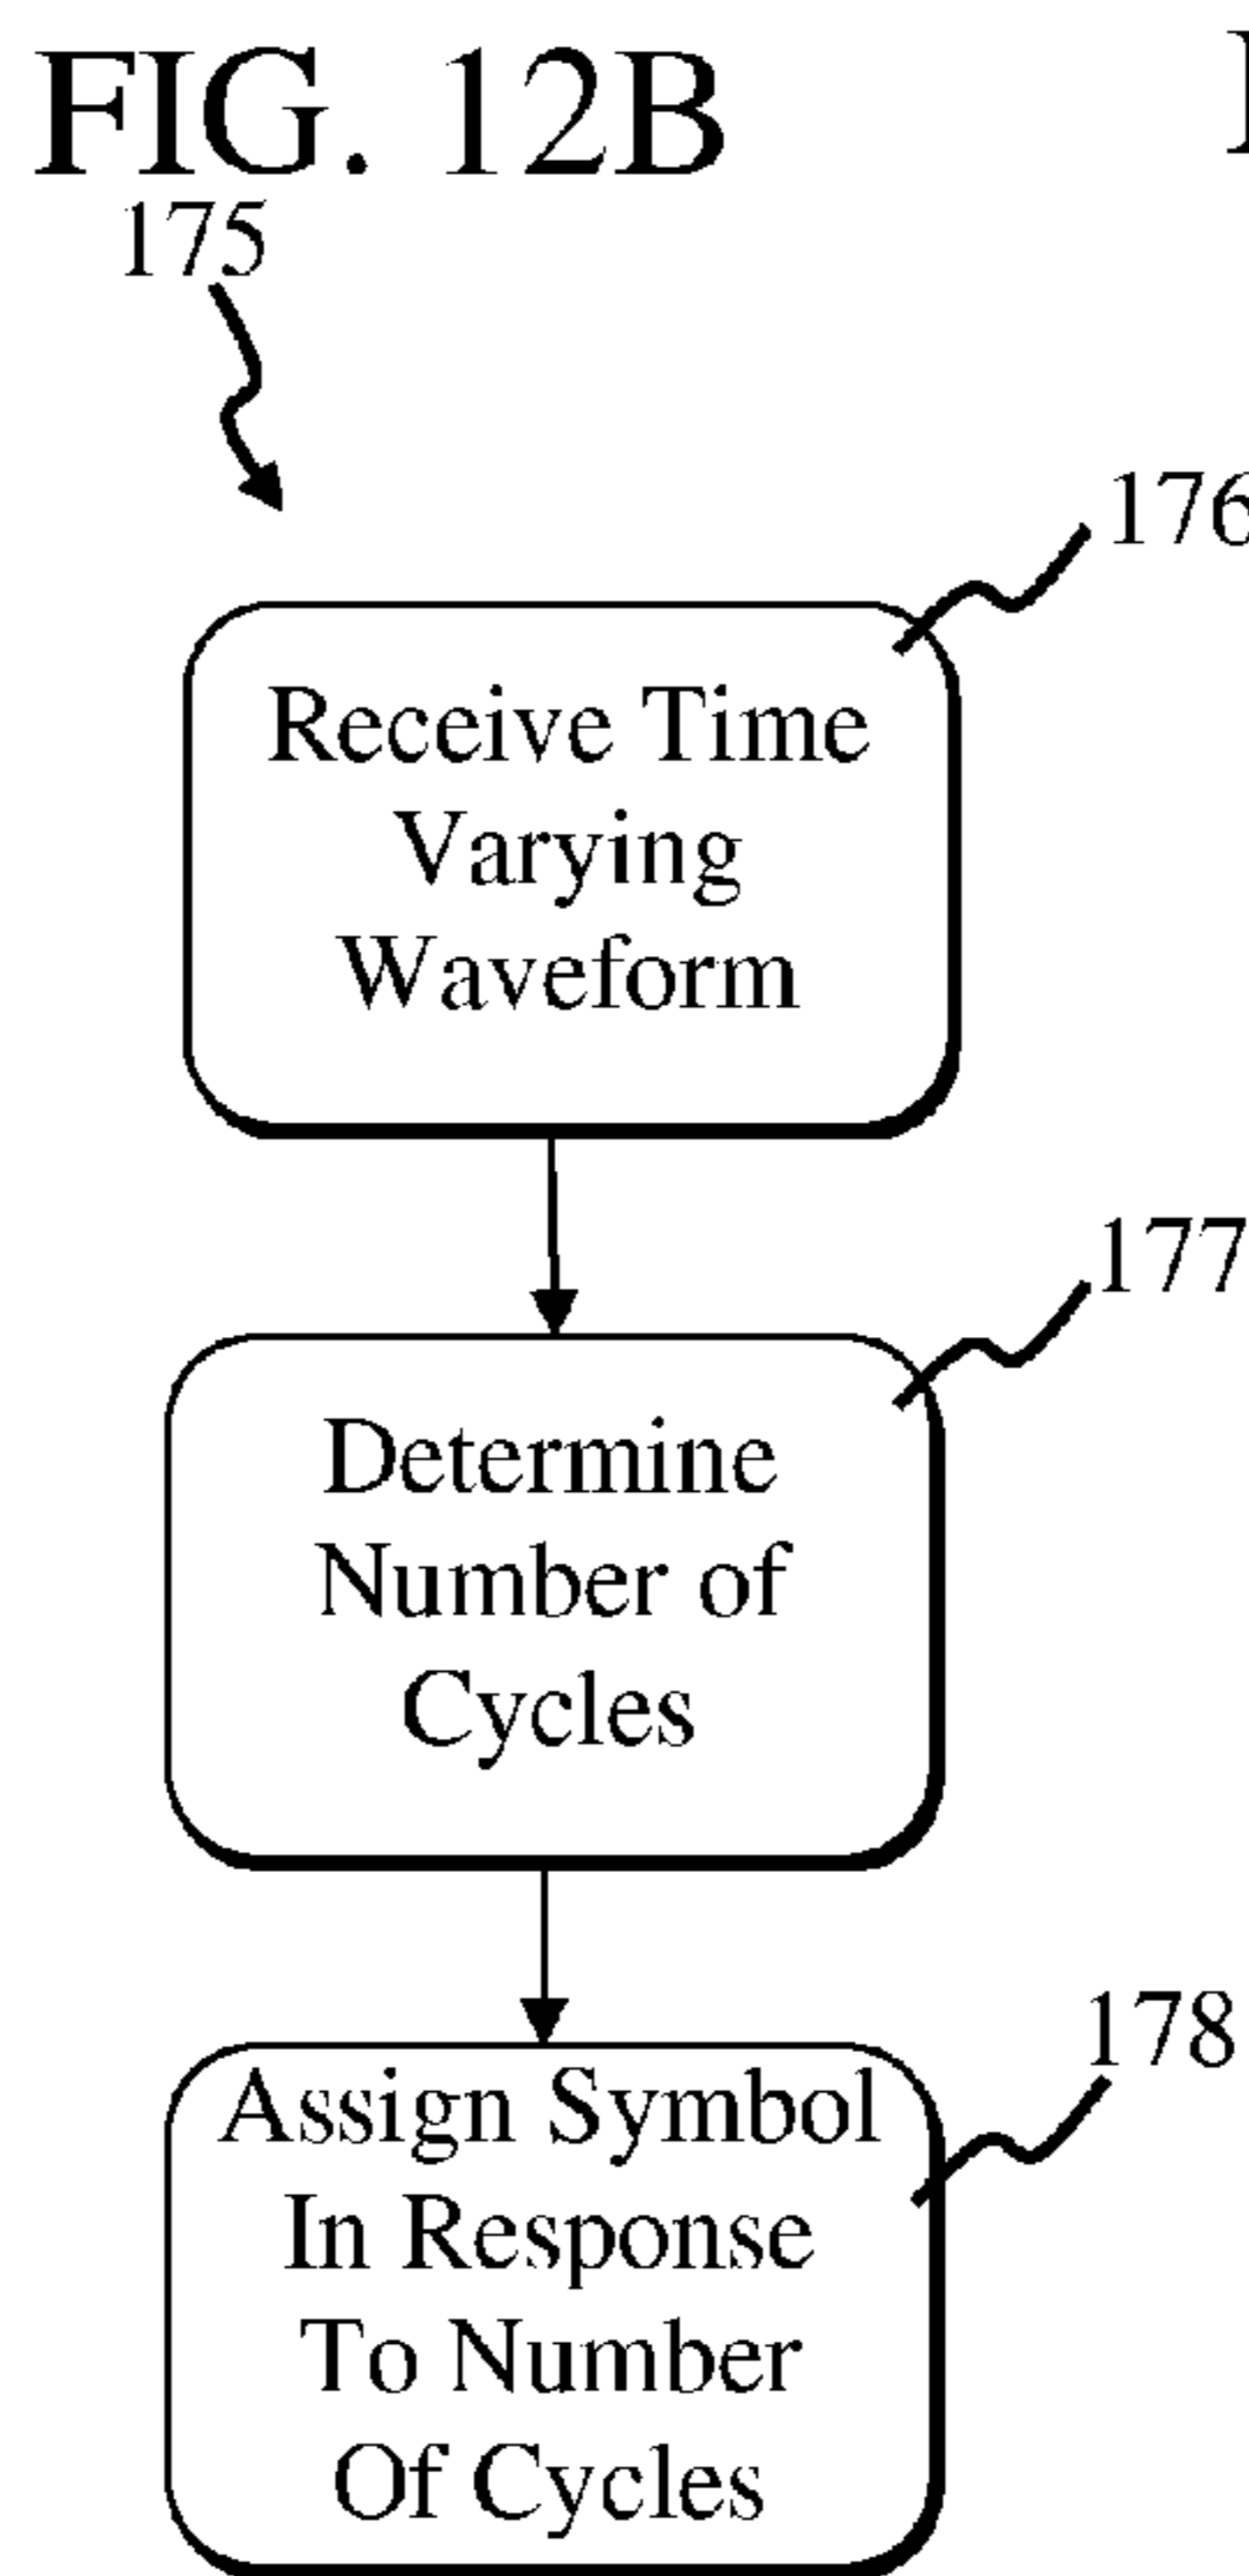 FIG. 12B
175
176
Receive Time
Varying
Waveform
177
Determine
Number of
Cycles
178
Assign Symbol
In Response
To Number
Of Cycles